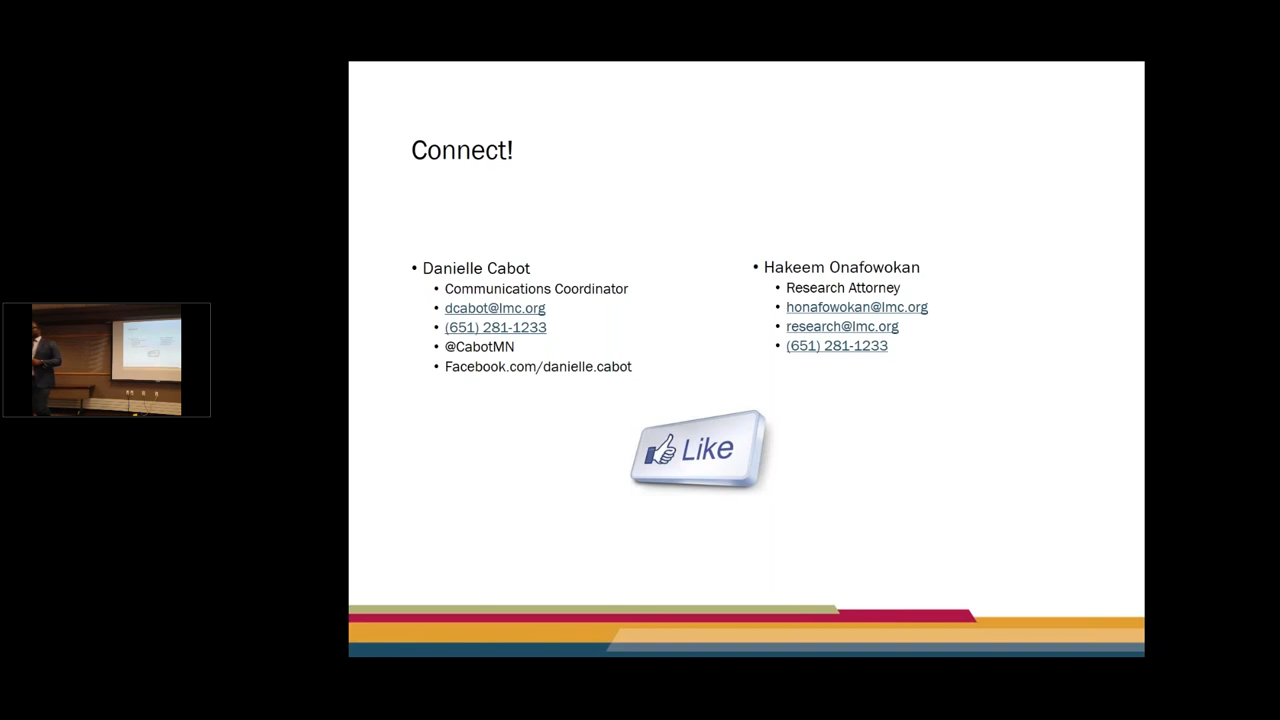 Connect!
• Danielle Cabot
• Communications Coordinator
• dcabot@lmc.org
• (651) 281-1233
• @CabotMN
• Facebook.com/danielle.cabot
• Hakeem Onafowokan
• Research Attorney
• honafowokan@lmc.org
• research@lmc.org
• (651) 281-1233
Like